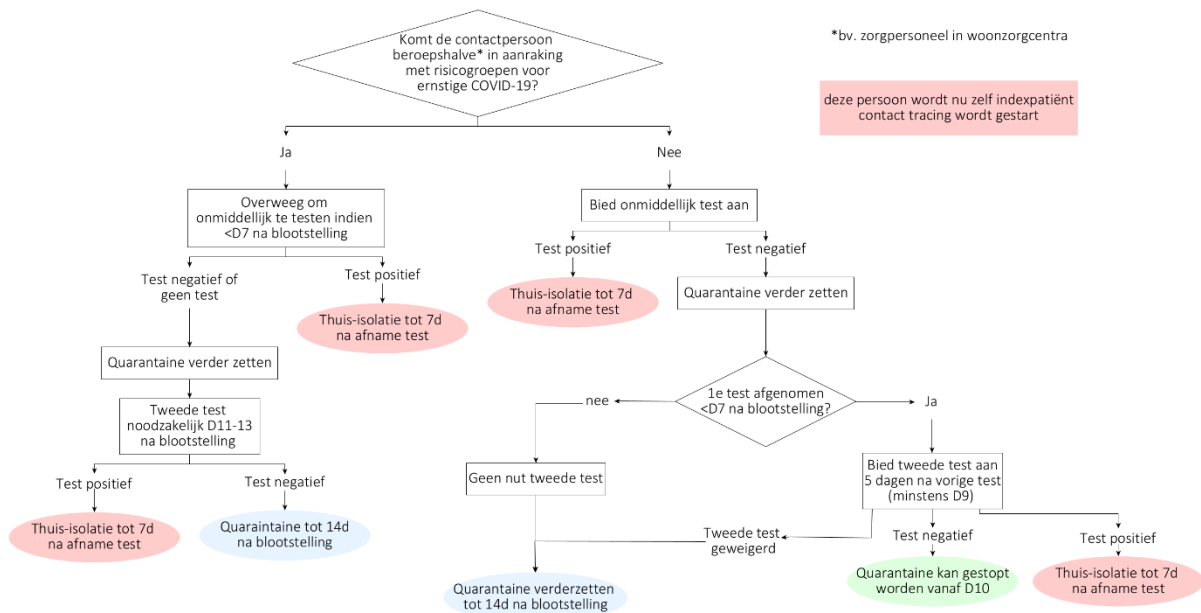 Komt de contactpersoon
beroepshalve* in aanraking
met risicogroepen voor
ernstige COVID-19?
*bv. zorgpersoneel in woonzorgcentra
deze persoon wordt nu zelf indexpatiënt
contact tracing wordt gestart
Ja
Nee
Overweeg om
onmiddellijk te testen indien
<D7 na blootstelling
Bied onmiddellijk test aan
Test negatief of
geen test
Test positief
Test positief
Test negatief
Thuis-isolatie tot 7d
na afname test
Thuis-isolatie tot 7d
na afname test
Quarantaine verder zetten
Quarantaine verder zetten
Tweede test
noodzakelijk D11-13
na blootstelling
nee
1e test afgenomen
<D7 na blootstelling?
Ja
Test positief
Test negatief
Geen nut tweede test
Bied tweede test aan
5 dagen na vorige test
(minstens D9)
Thuis-isolatie tot 7d
na afname test
Quaraintaine tot 14d
na blootstelling
Tweede test
geweigerd
Test negatief
Test positief
Quarantaine verderzetten
tot 14d na blootstelling
Quarantaine kan gestopt
worden vanaf D10
Thuis-isolatie tot 7d
na afname test